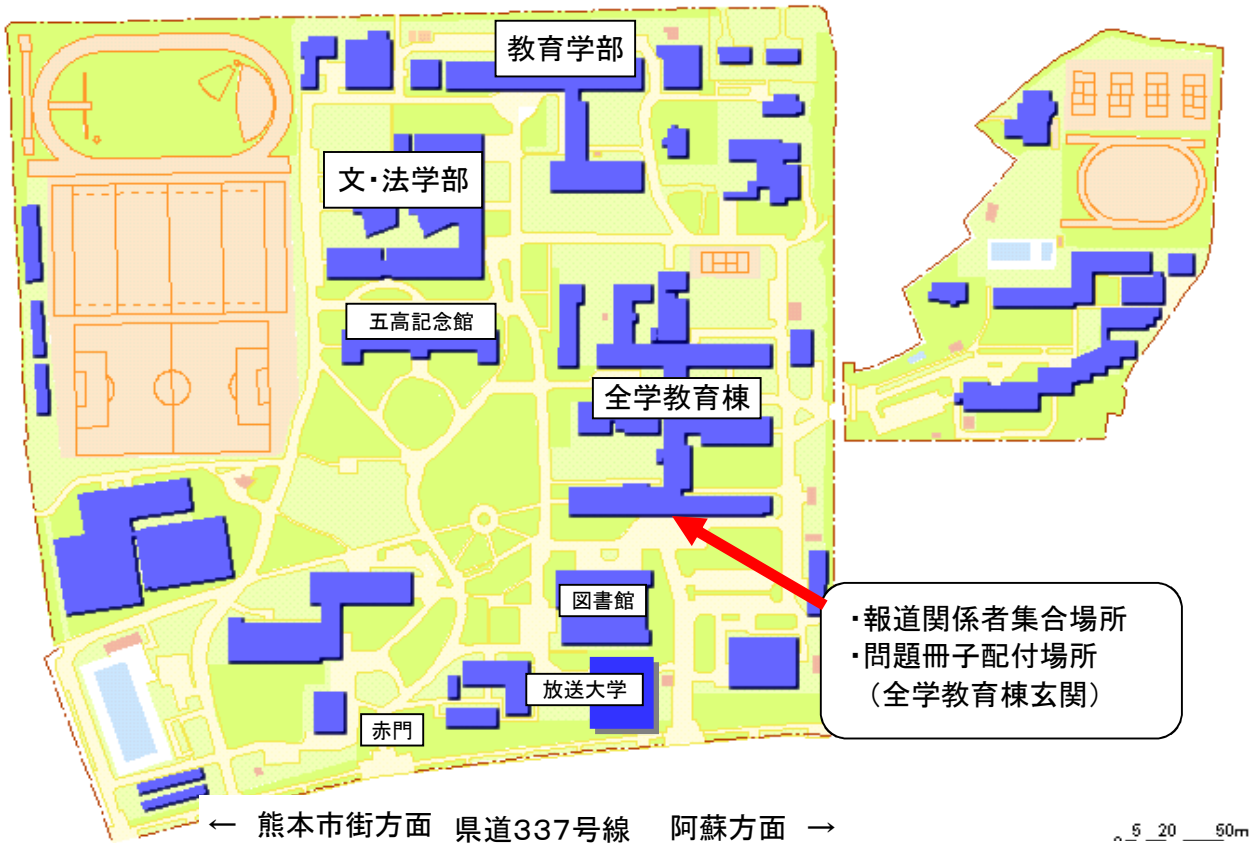 教育学部
文・法学部
五高記念館
全学教育棟
図書館
・報道関係者集合場所
・問題冊子配付場所
（全学教育棟玄関）
放送大学
赤門
← 熊本市街方面 県道337号線 阿蘇方面 →
0 5 20 50m